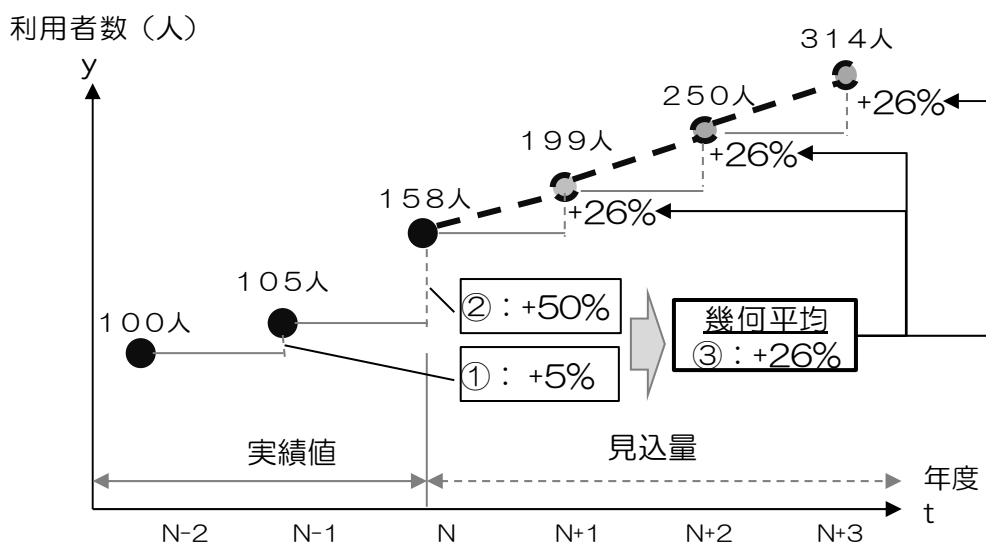 利用者数（人）
y
３１４人
+26%
２５０人
+26%
１９９人
+26%
１５８人
１０５人
１００人
②：+50%
①： +5%
幾何平均
③：+26%
実績値
見込量
年度
t
N-2
N-1
N
N+1
N+2
N+3